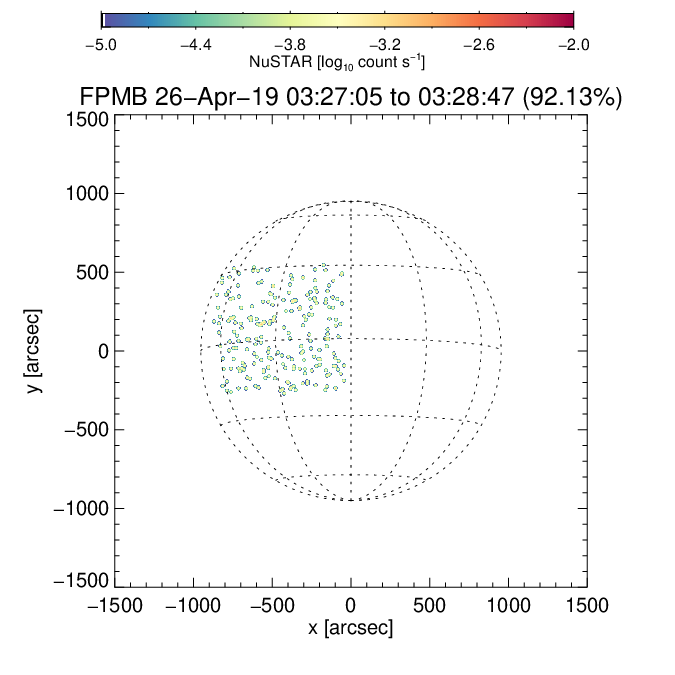 −5.0 −4.4 −3.8 −3.2 −2.6 −2.0
NuSTAR [log₁₀ count s⁻¹]
FPMB 26−Apr−19 03:27:05 to 03:28:47 (92.13%)
1500
1000
500
0
−500
−1000
−1500
y [arcsec]
−1500 −1000 −500 0 500 1000 1500
x [arcsec]